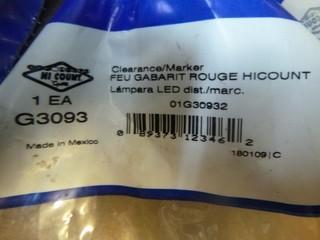 HI COUNT
Clearance/Marker
FEU GABARIT ROUGE HICOUNT
Lámpara LED dist./marc.
1 EA
01G30932
G3093
0 89373 12346 2
Made in Mexico
180109|C